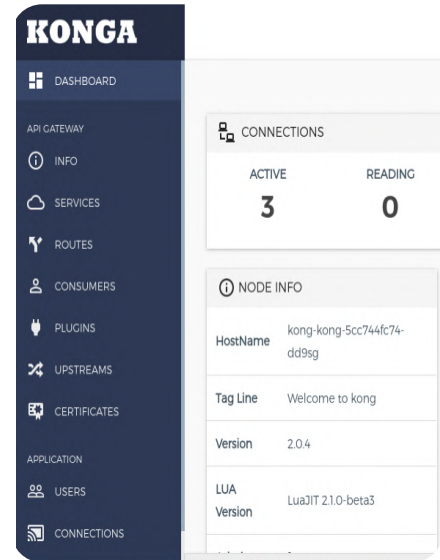 KONGA
DASHBOARD
API GATEWAY
INFO
SERVICES
ROUTES
CONSUMERS
PLUGINS
UPSTREAMS
CERTIFICATES
APPLICATION
USERS
CONNECTIONS
CONNECTIONS
ACTIVE READING
3 0
NODE INFO
HostName kong-kong-5cc744fc74-
dd9sg
Tag Line Welcome to kong
Version 2.0.4
LUA
Version LuaJIT 2.1.0-beta3